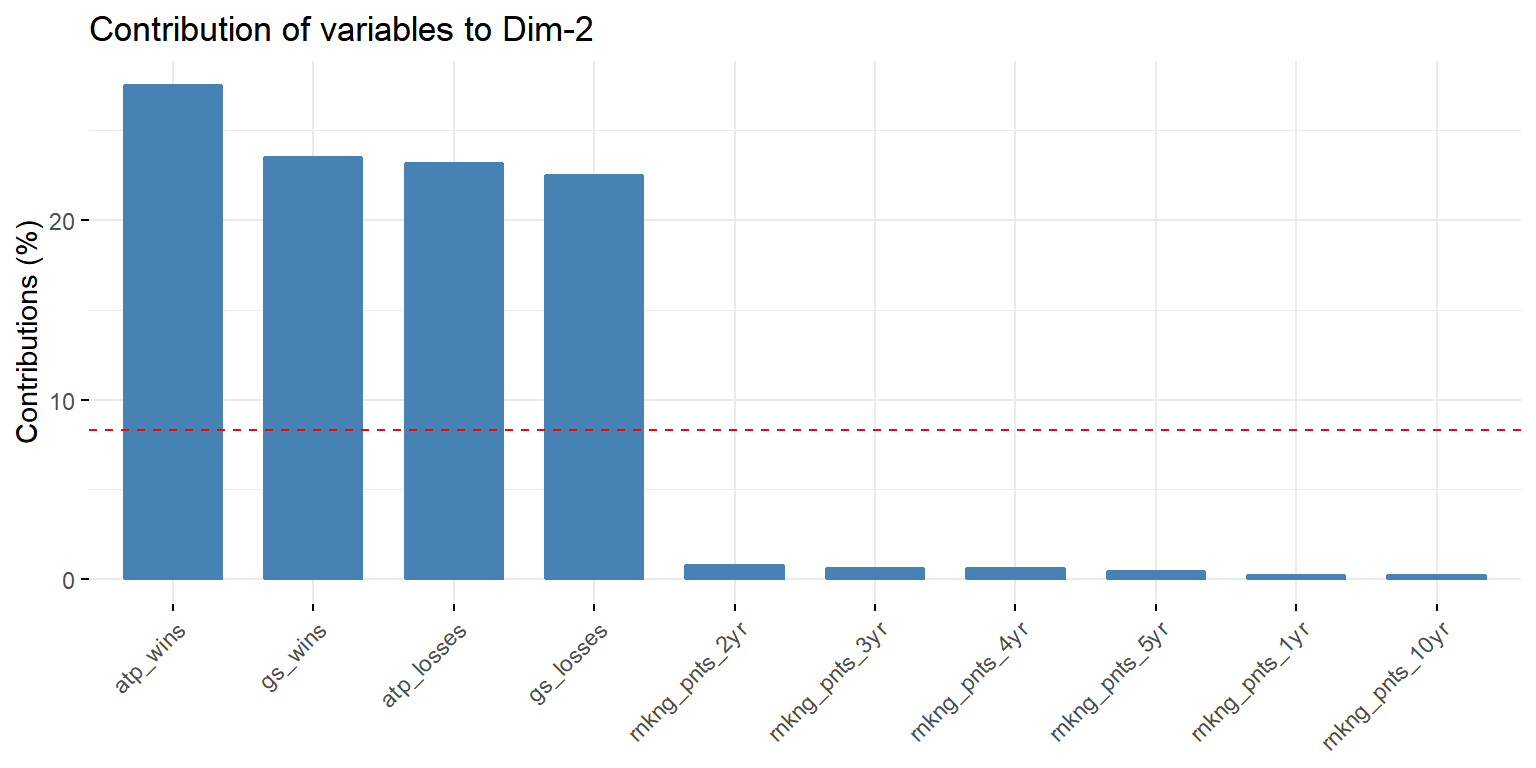 Contribution of variables to Dim-2
Contributions (%)
20
10
0
atp_wins
gs_wins
atp_losses
gs_losses
rnkng_pnts_2yr
rnkng_pnts_3yr
rnkng_pnts_4yr
rnkng_pnts_5yr
rnkng_pnts_1yr
rnkng_pnts_10yr